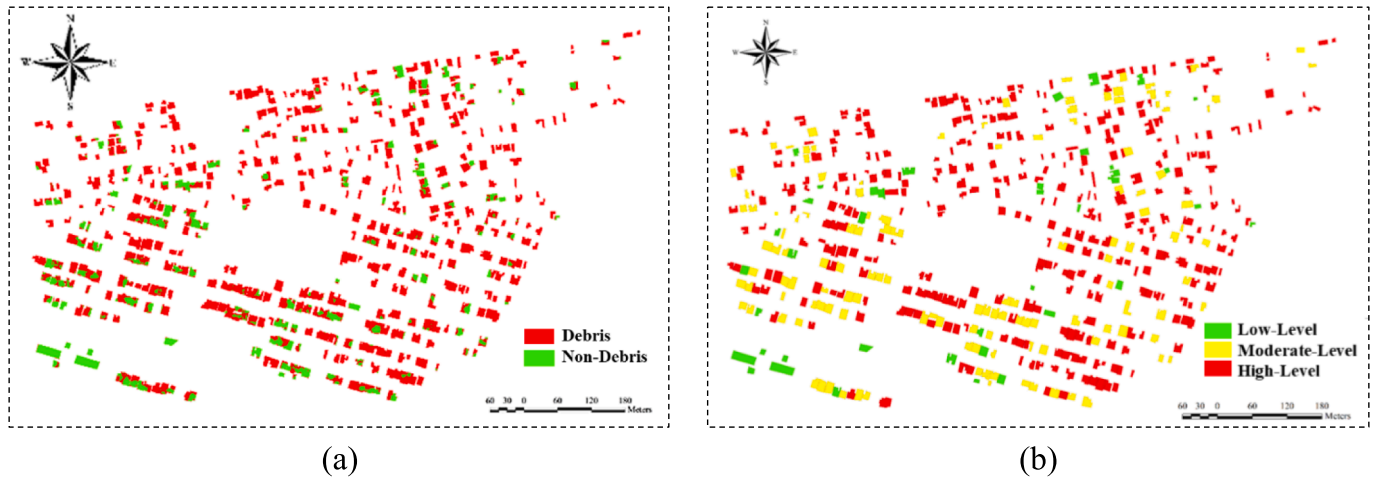 N
W E
S
Debris
Non-Debris
60 30 0 60 120 180
Meters
(a)
N
W E
S
Low-Level
Moderate-Level
High-Level
60 30 0 60 120 180
Meters
(b)